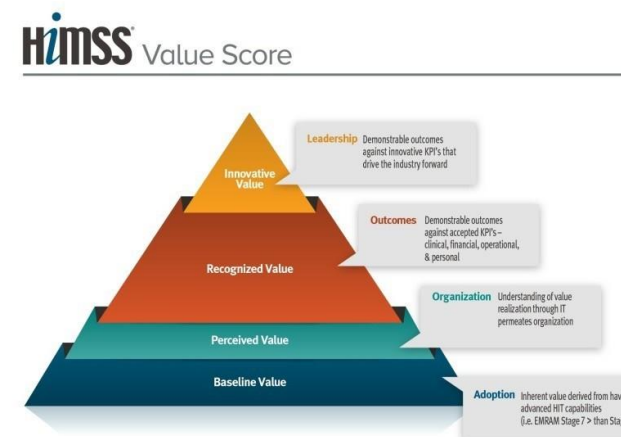 HiMSS Value Score
Leadership Demonstrable outcomes
against innovative KPI's that
drive the industry forward
Innovative
Value
Outcomes Demonstrable outcomes
against accepted KPI's –
clinical, financial, operational,
& personal
Recognized Value
Organization Understanding of value
realization through IT
permeates organization
Perceived Value
Baseline Value
Adoption Inherent value derived from hav
advanced HIT capabilities
(i.e. EMRAM Stage 7 > than Sta